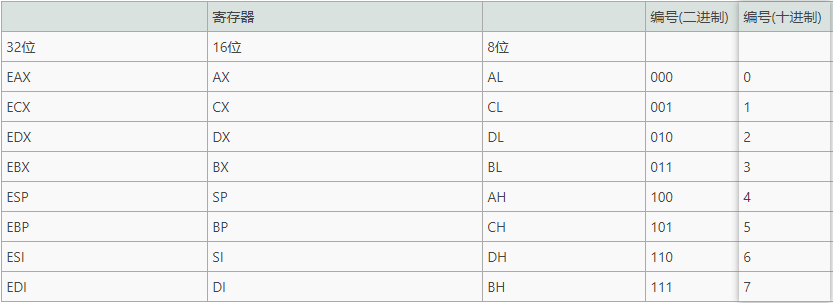 寄存器 编号(二进制) 编号(十进制)
32位 16位 8位
EAX AX AL 000 0
ECX CX CL 001 1
EDX DX DL 010 2
EBX BX BL 011 3
ESP SP AH 100 4
EBP BP CH 101 5
ESI SI DH 110 6
EDI DI BH 111 7